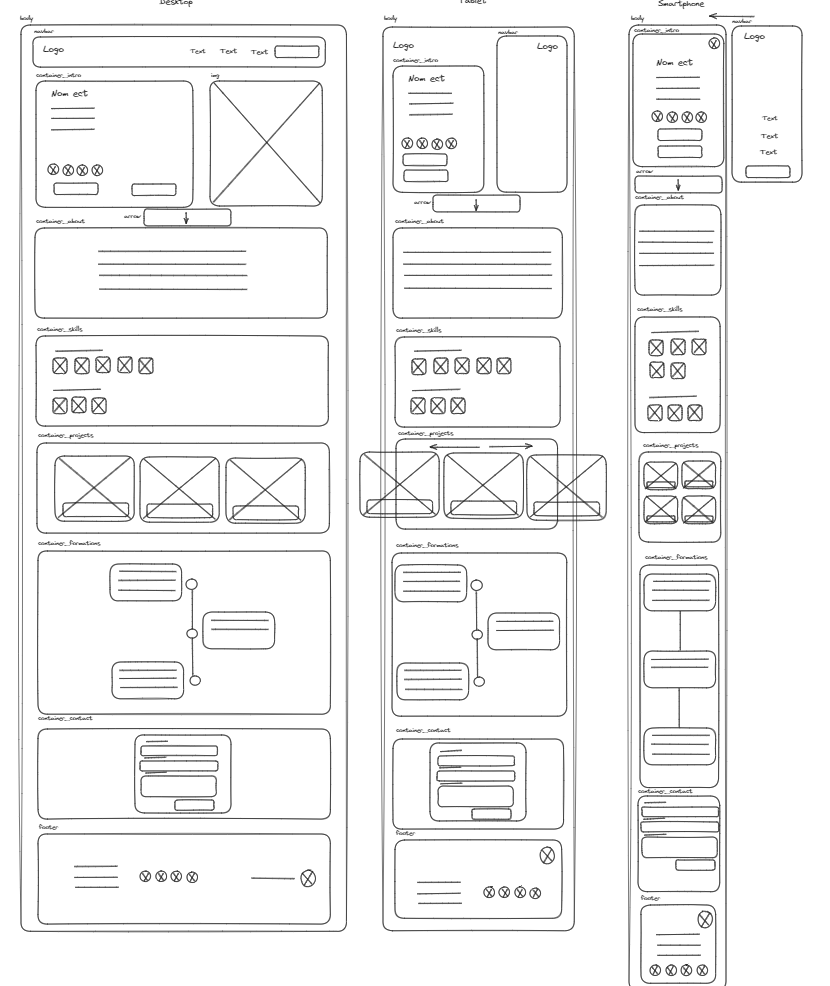 Desktop
body
navbar
Logo
Text Text Text
container_intro
Nom ect
img
arrow
container_about
container_skills
container_projects
container_formations
container_contact
footer
Tablet
body
navbar
Logo
Logo
container_intro
Nom ect
arrow
container_about
container_skills
container_projects
container_formations
container_contact
footer
Smartphone
body
container_intro
Nom ect
arrow
container_about
container_skills
container_projects
container_formations
container_contact
footer
navbar
Logo
Text
Text
Text